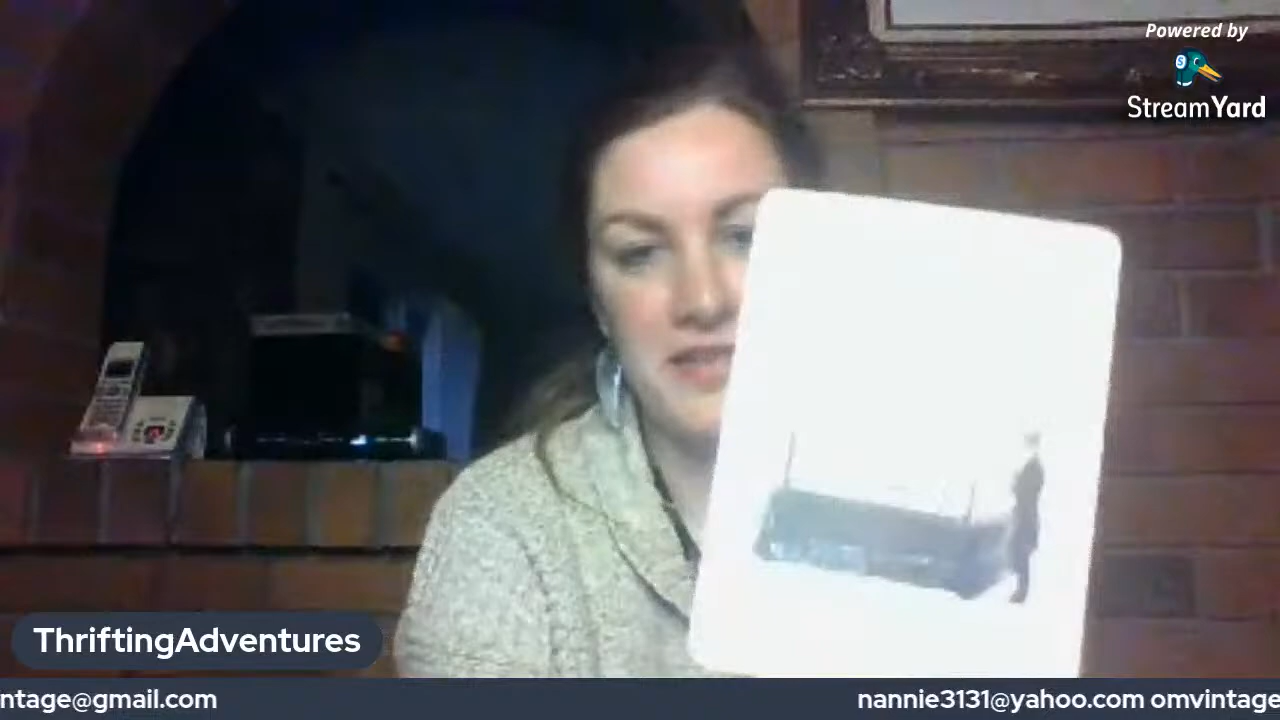 Powered by
StreamYard
ThriftingAdventures
ntage@gmail.com
nannie3131@yahoo.com omvintage